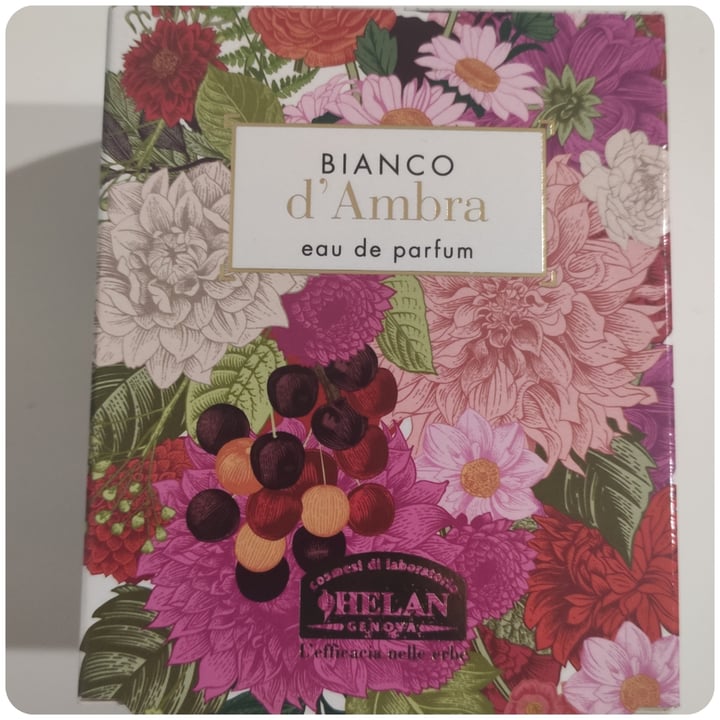 BIANCO
d'Ambra
eau de parfum
Cosmesi di laboratorio
HELAN
GENOVA
L'efficacia nelle erbe